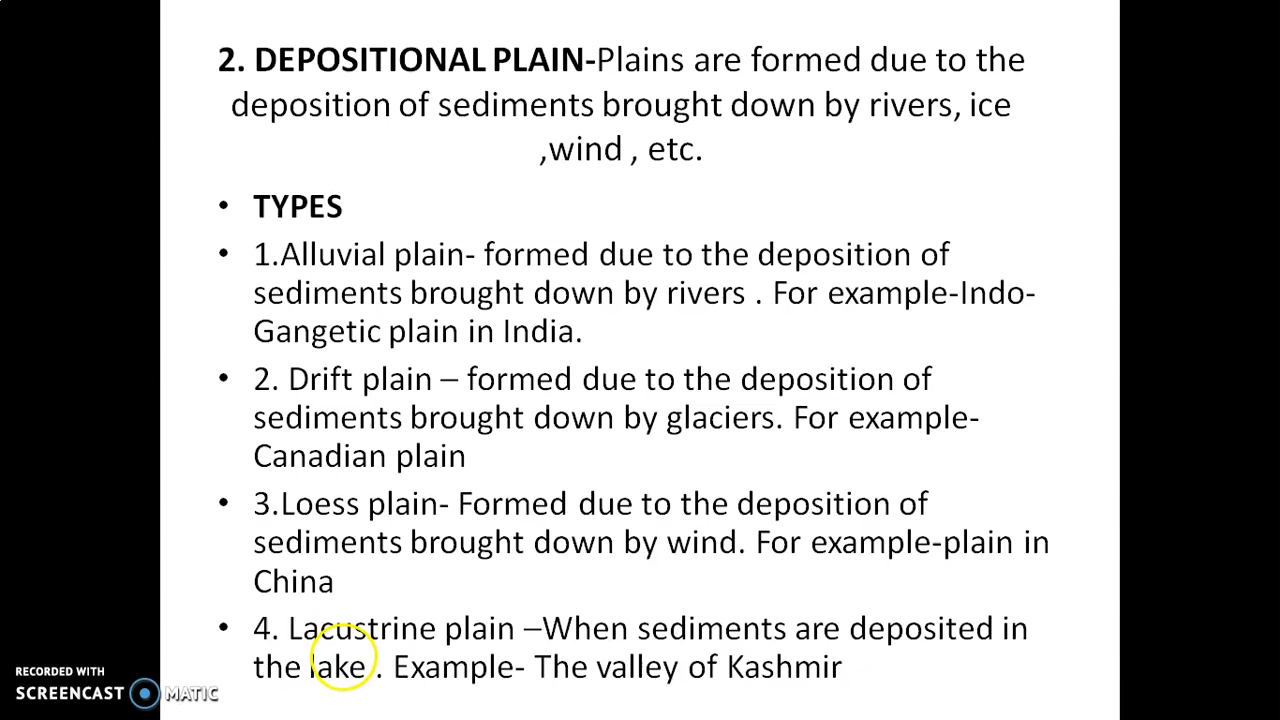 2. DEPOSITIONAL PLAIN-Plains are formed due to the
deposition of sediments brought down by rivers, ice
,wind , etc.
• TYPES
• 1.Alluvial plain- formed due to the deposition of
sediments brought down by rivers . For example-Indo-
Gangetic plain in India.
• 2. Drift plain – formed due to the deposition of
sediments brought down by glaciers. For example-
Canadian plain
• 3.Loess plain- Formed due to the deposition of
sediments brought down by wind. For example-plain in
China
• 4. Lacustrine plain –When sediments are deposited in
the lake . Example- The valley of Kashmir
RECORDED WITH
SCREENCAST MATIC